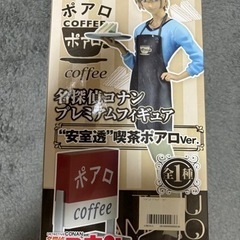 ポアロ
COFFEE
ポアロ
coffee
名探偵コナン
プレミアムフィギュア
"安室透"喫茶ポアロVer.
全1種
ポアロ
coffee
CONAN